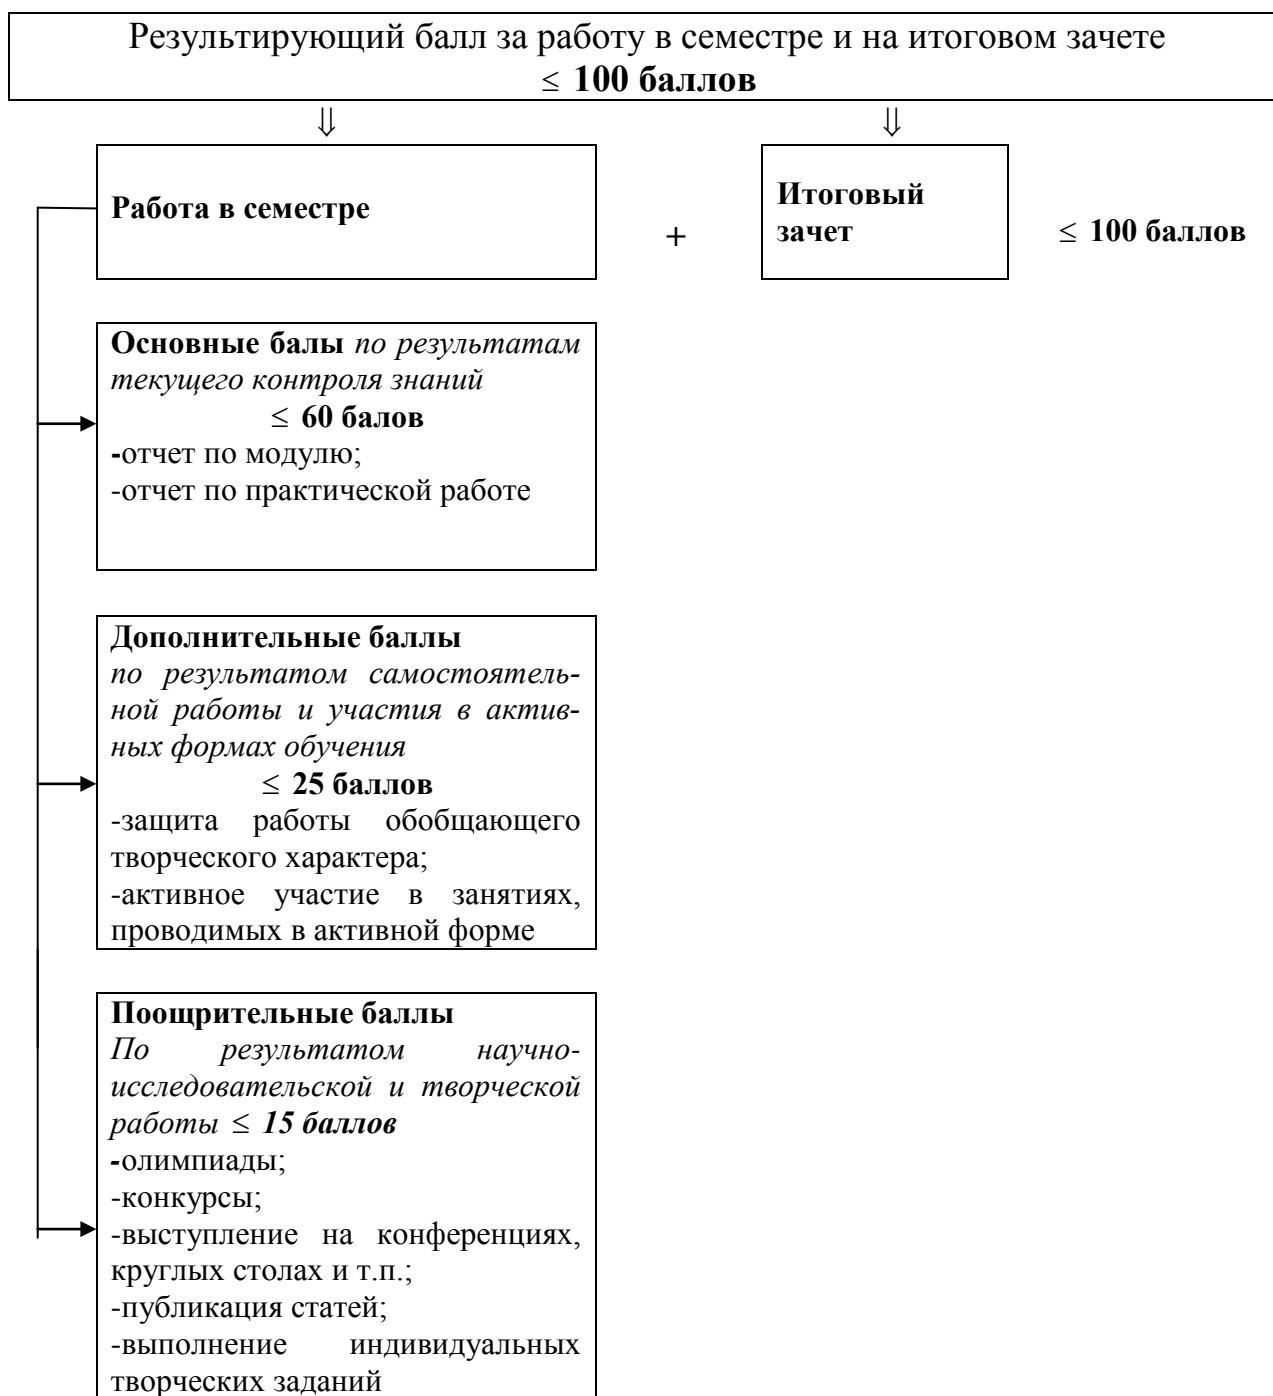 Результирующий балл за работу в семестре и на итоговом зачете
≤ 100 баллов
⇓ ⇓
Работа в семестре
+
Итоговый
зачет
≤ 100 баллов
Основные балы по результатам
текущего контроля знаний
≤ 60 балов
-отчет по модулю;
-отчет по практической работе
Дополнительные баллы
по результатом самостоятель-
ной работы и участия в актив-
ных формах обучения
≤ 25 баллов
-защита работы обобщающего
творческого характера;
-активное участие в занятиях,
проводимых в активной форме
Поощрительные баллы
По результатом научно-
исследовательской и творческой
работы ≤ 15 баллов
-олимпиады;
-конкурсы;
-выступление на конференциях,
круглых столах и т.п.;
-публикация статей;
-выполнение индивидуальных
творческих заданий